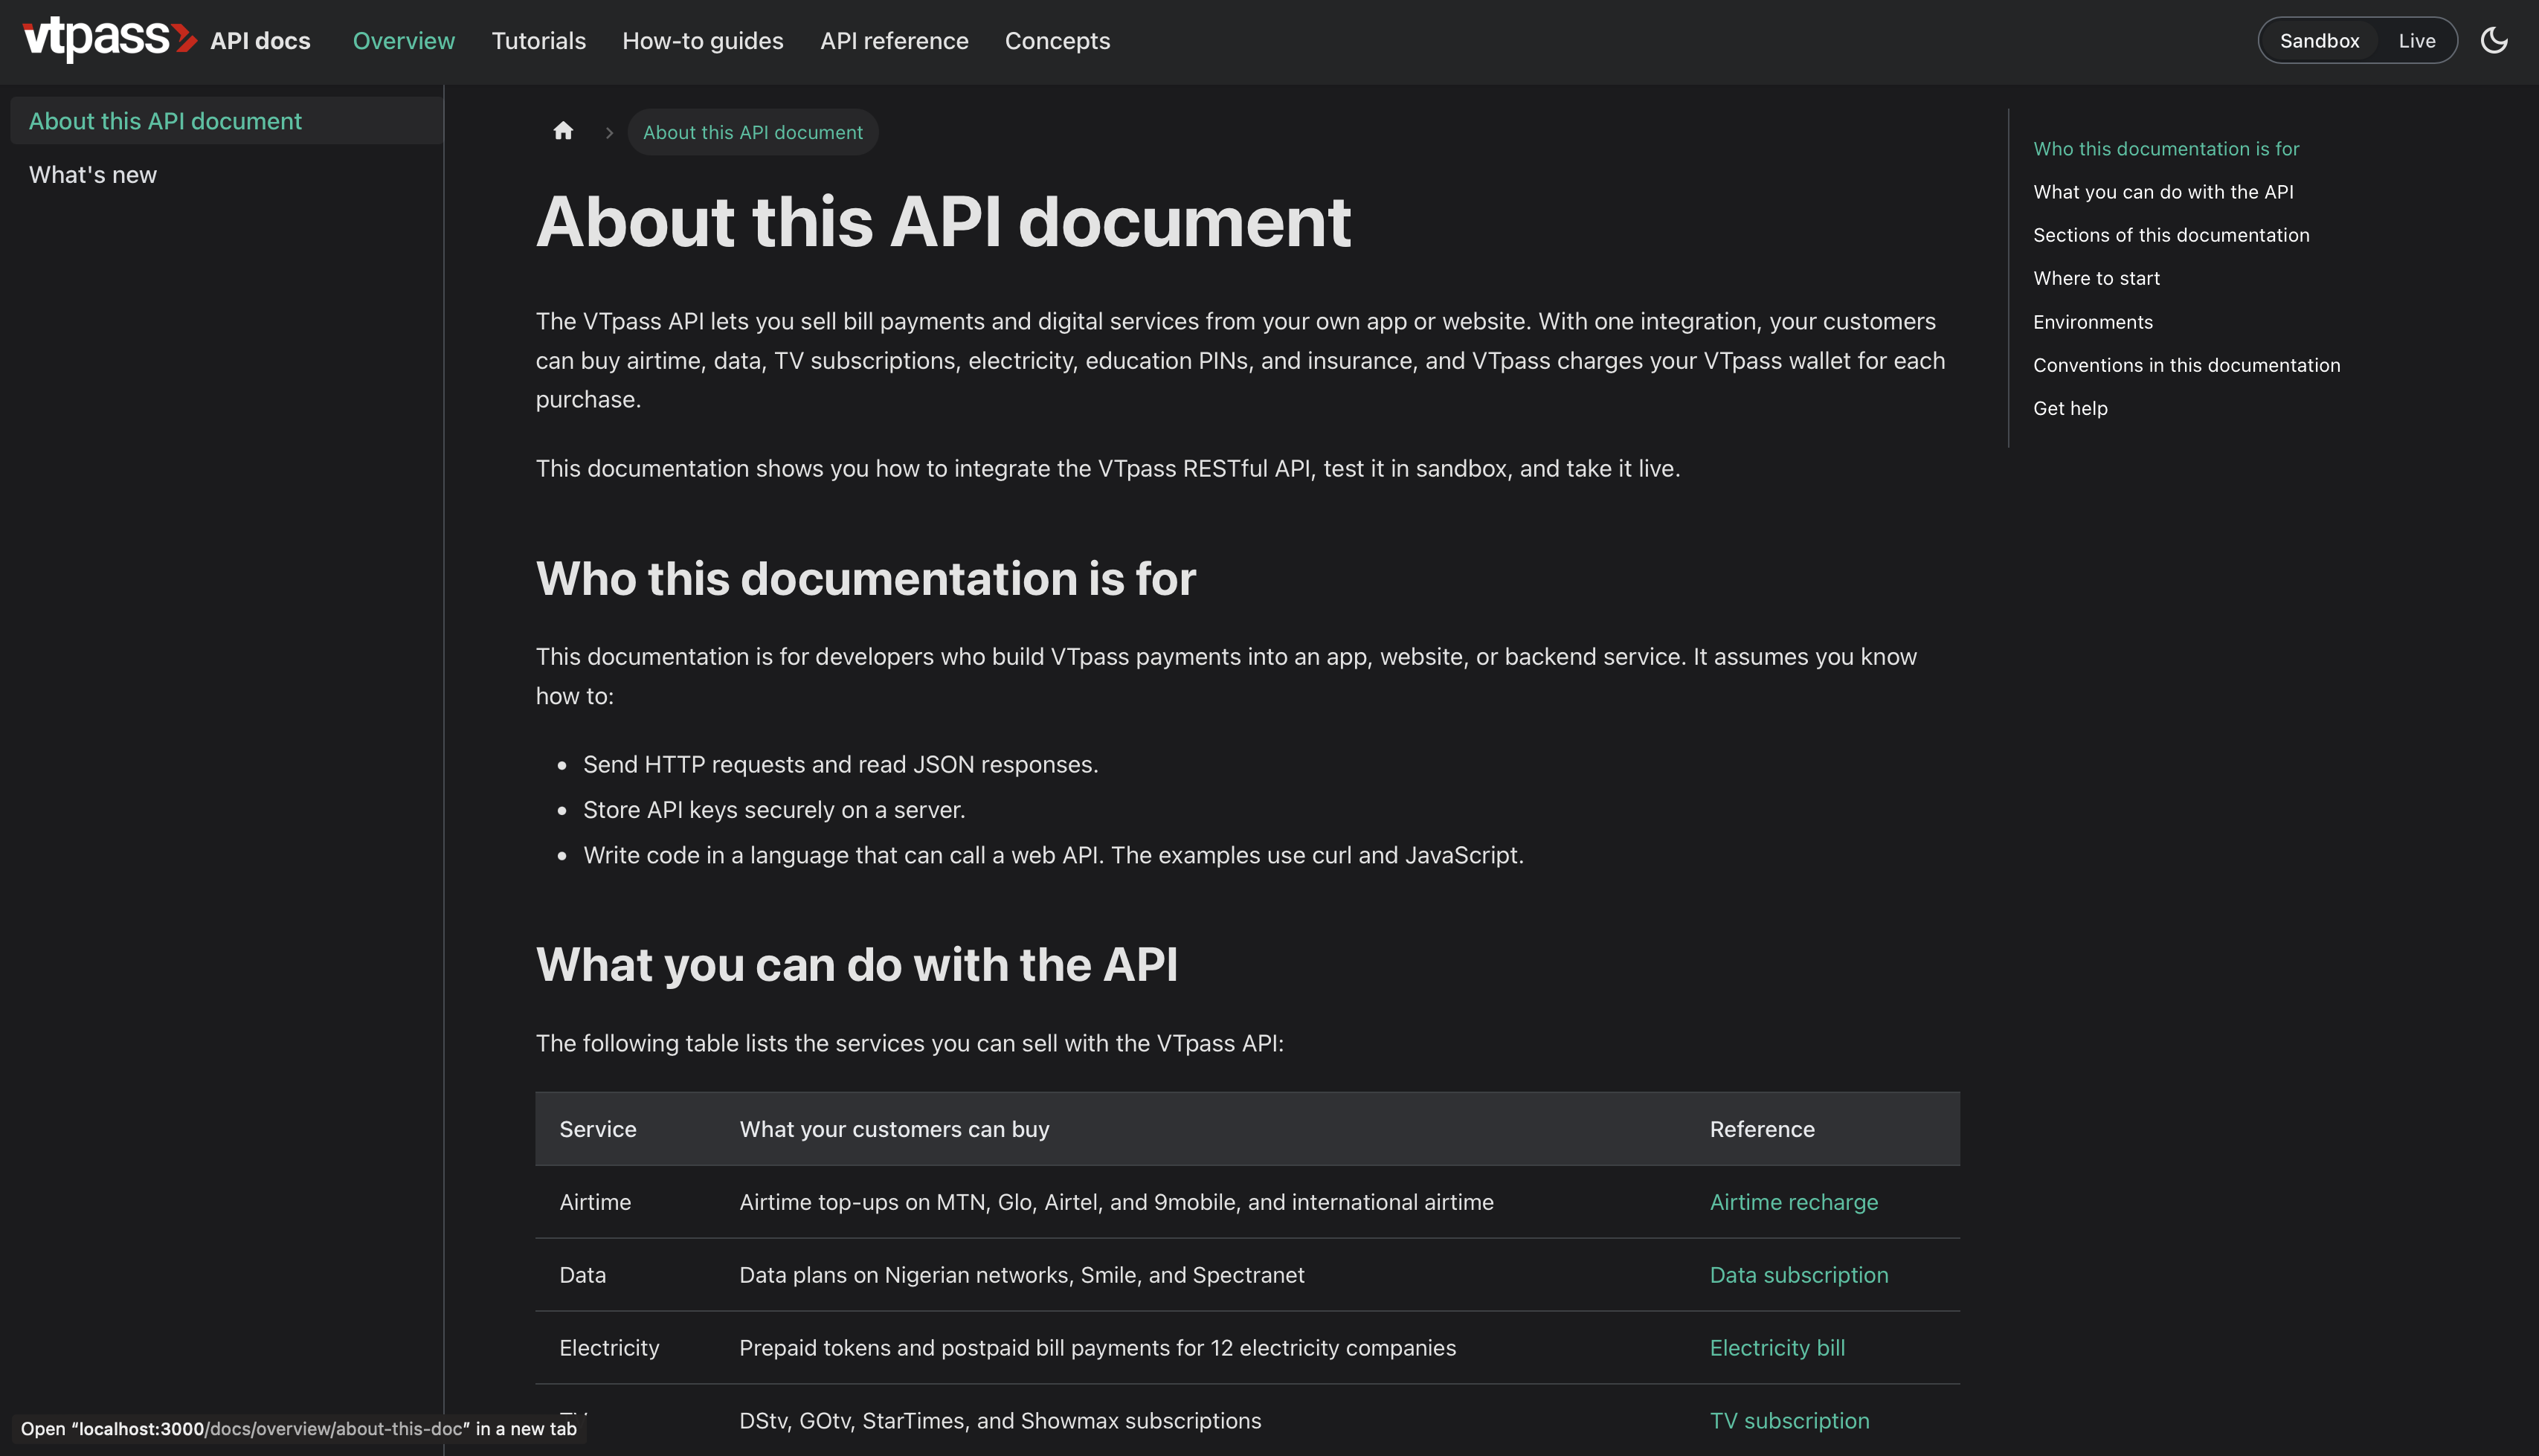 vtpass API docs Overview Tutorials How-to guides API reference Concepts Sandbox Live
About this API document
What's new
About this API document
About this API document
The VTpass API lets you sell bill payments and digital services from your own app or website. With one integration, your customers
can buy airtime, data, TV subscriptions, electricity, education PINs, and insurance, and VTpass charges your VTpass wallet for each
purchase.
This documentation shows you how to integrate the VTpass RESTful API, test it in sandbox, and take it live.
Who this documentation is for
This documentation is for developers who build VTpass payments into an app, website, or backend service. It assumes you know
how to:
• Send HTTP requests and read JSON responses.
• Store API keys securely on a server.
• Write code in a language that can call a web API. The examples use curl and JavaScript.
What you can do with the API
The following table lists the services you can sell with the VTpass API:
Service What your customers can buy Reference
Airtime Airtime top-ups on MTN, Glo, Airtel, and 9mobile, and international airtime Airtime recharge
Data Data plans on Nigerian networks, Smile, and Spectranet Data subscription
Electricity Prepaid tokens and postpaid bill payments for 12 electricity companies Electricity bill
DStv, GOtv, StarTimes, and Showmax subscriptions TV subscription
Who this documentation is for
What you can do with the API
Sections of this documentation
Where to start
Environments
Conventions in this documentation
Get help
Open “localhost:3000/docs/overview/about-this-doc” in a new tab